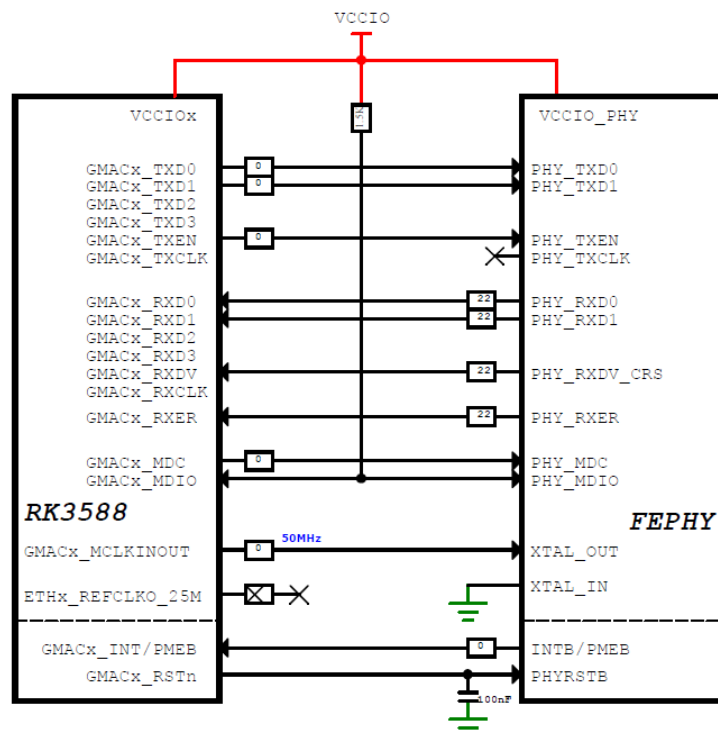 VCCIO
VCCIOx
1.5K
VCCIO_PHY
GMACx_TXD0
0
PHY_TXD0
GMACx_TXD1
0
PHY_TXD1
GMACx_TXD2
GMACx_TXD3
GMACx_TXEN
0
PHY_TXEN
GMACx_TXCLK
PHY_TXCLK
GMACx_RXD0
22
PHY_RXD0
GMACx_RXD1
22
PHY_RXD1
GMACx_RXD2
GMACx_RXD3
GMACx_RXDV
22
PHY_RXDV_CRS
GMACx_RXCLK
GMACx_RXER
22
PHY_RXER
GMACx_MDC
0
PHY_MDC
GMACx_MDIO
PHY_MDIO
RK3588
FEPHY
GMACx_MCLKINOUT
0
50MHz
XTAL_OUT
ETHx_REFCLKO_25M
XTAL_IN
GMACx_INT/PMEB
0
INTB/PMEB
GMACx_RSTn
PHYRSTB
100nF